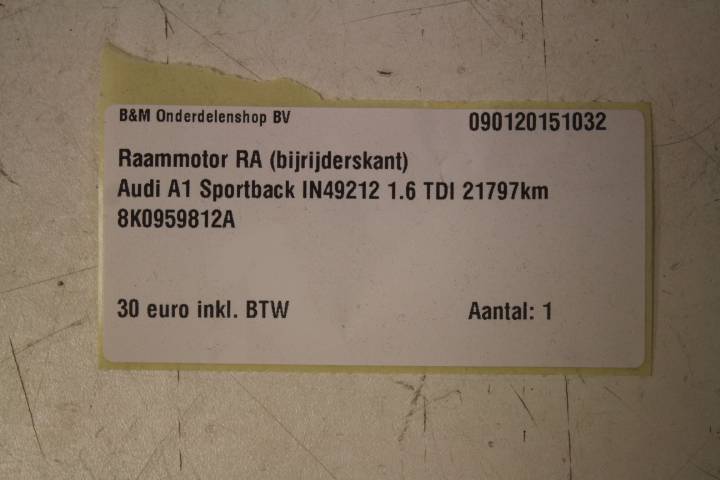 B&M Onderdelenshop BV 090120151032
Raammotor RA (bijrijderskant)
Audi A1 Sportback IN49212 1.6 TDI 21797km
8K0959812A
30 euro inkl. BTW Aantal: 1